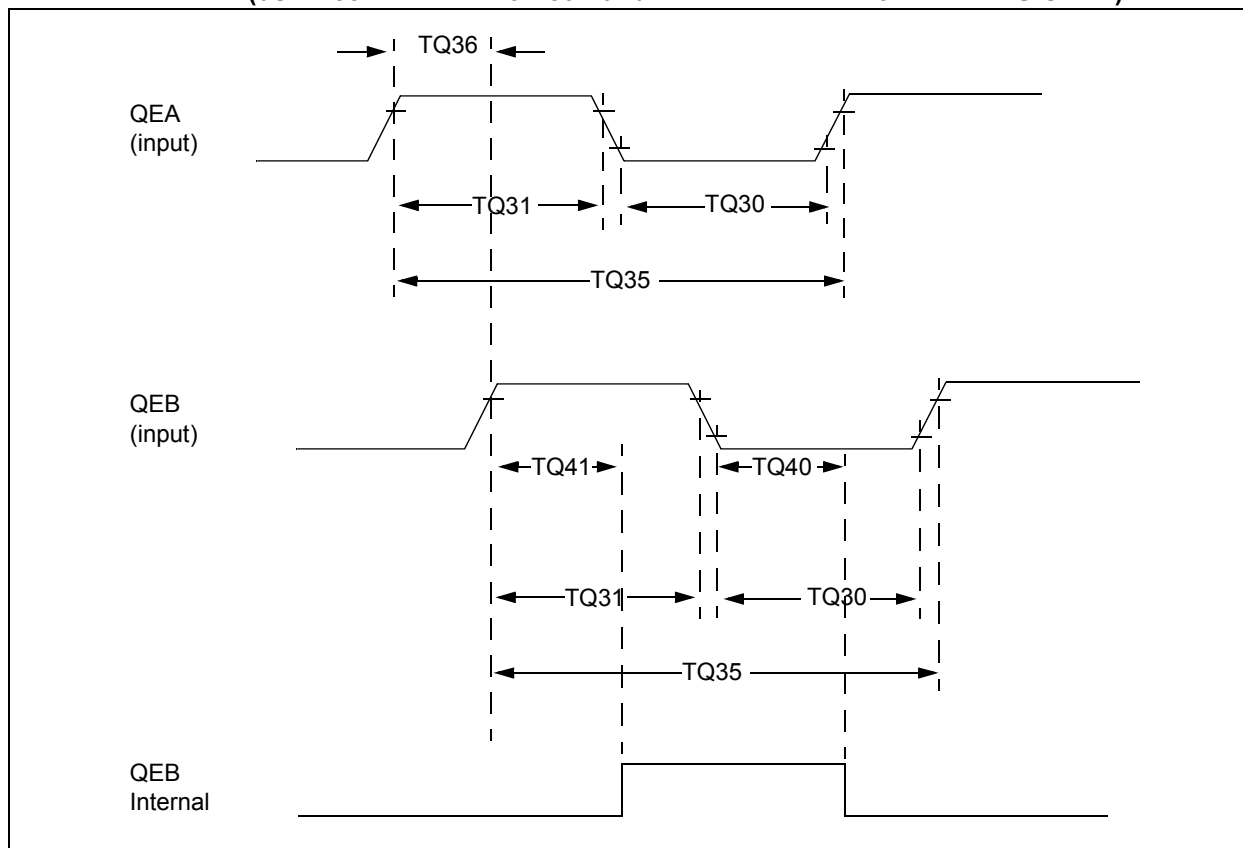 TQ36
QEA
(input)
TQ31
TQ30
TQ35
QEB
(input)
TQ41
TQ40
TQ31
TQ30
TQ35
QEB
Internal